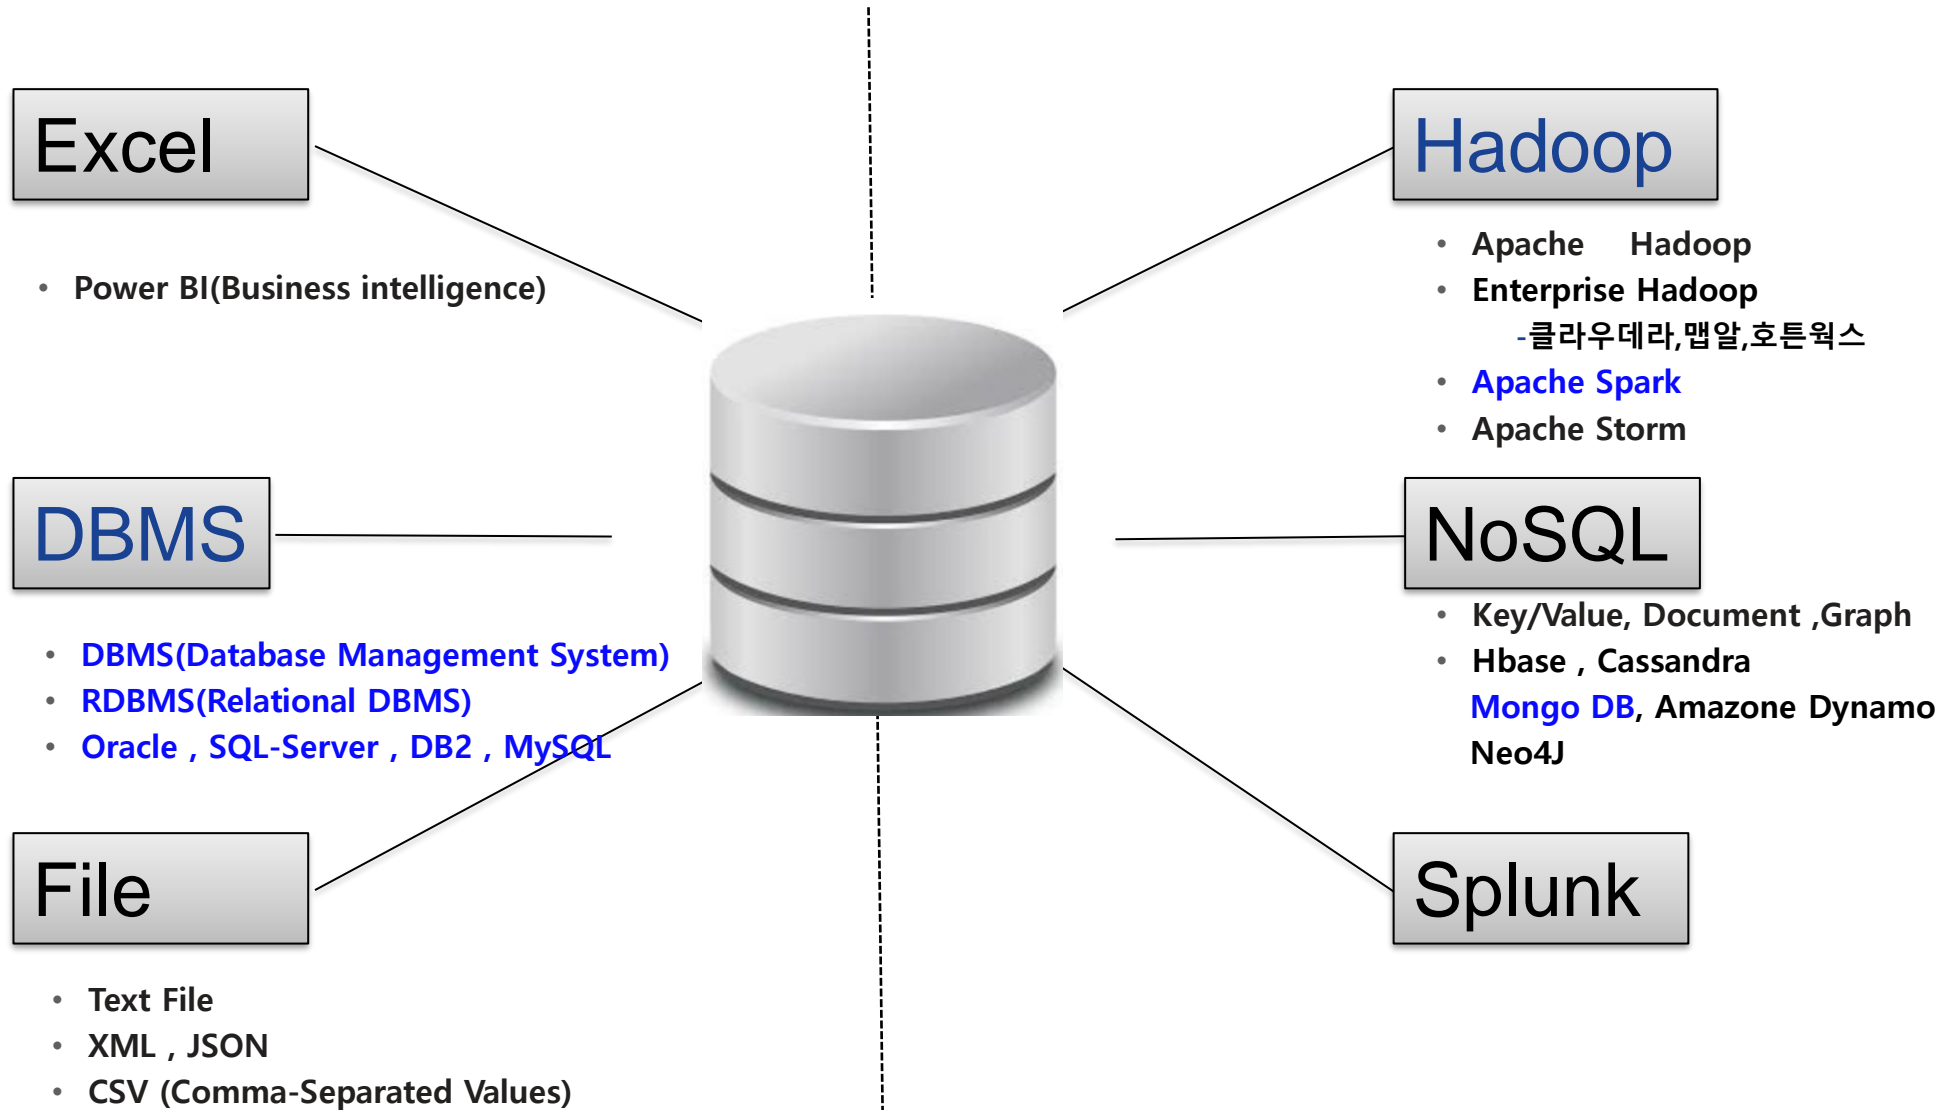 Excel
• Power BI(Business intelligence)
DBMS
• DBMS(Database Management System)
• RDBMS(Relational DBMS)
• Oracle , SQL-Server , DB2 , MySQL
File
• Text File
• XML , JSON
• CSV (Comma-Separated Values)
Hadoop
• Apache Hadoop
• Enterprise Hadoop
-클라우데라,맵알,호튼웍스
• Apache Spark
• Apache Storm
NoSQL
• Key/Value, Document ,Graph
• Hbase , Cassandra
Mongo DB, Amazone Dynamo
Neo4J
Splunk